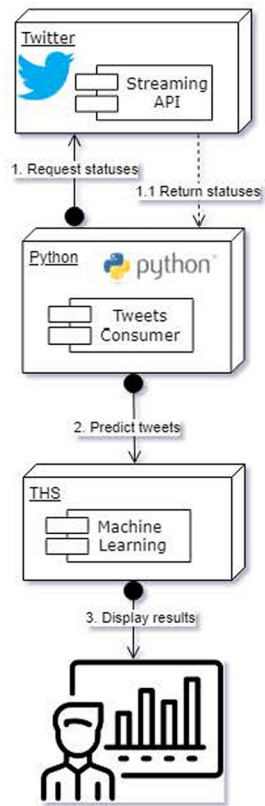 Twitter
Streaming
API
1. Request statuses
1.1 Return statuses
Python
python™
Tweets
Consumer
2. Predict tweets
THS
Machine
Learning
3. Display results